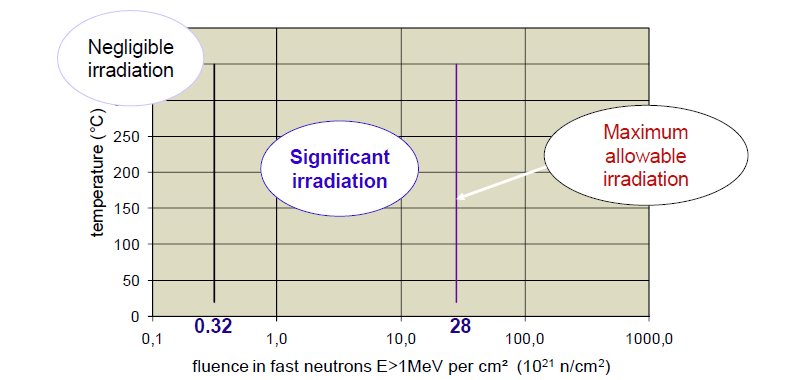 Negligible
irradiation
Significant
irradiation
Maximum
allowable
irradiation
temperature (°C)
250
200
150
100
50
0
0.32
28
0,1
1,0
10,0
100,0
1000,0
fluence in fast neutrons E>1MeV per cm² (10²¹ n/cm²)